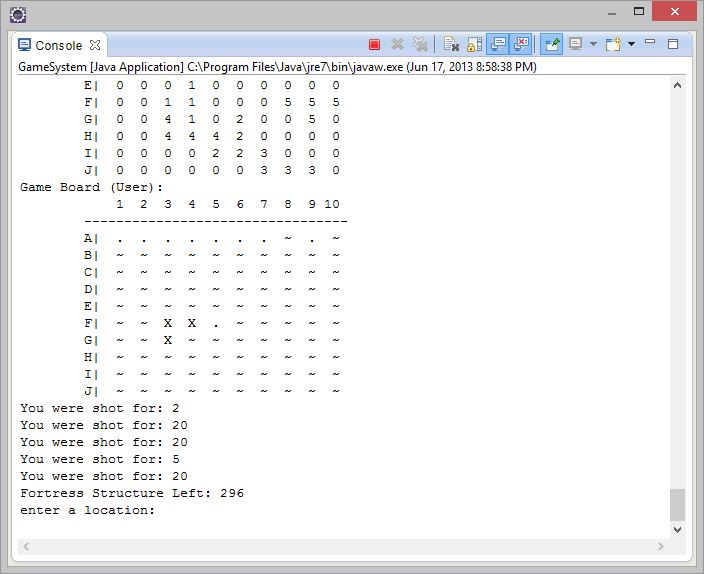 Console
GameSystem [Java Application] C:\Program Files\Java\jre7\bin\javaw.exe (Jun 17, 2013 8:58:38 PM)
E| 0 0 0 1 0 0 0 0 0 0
F| 0 0 1 1 0 0 0 5 5 5
G| 0 0 4 1 0 2 0 0 5 0
H| 0 0 4 4 4 2 0 0 0 0
I| 0 0 0 0 2 2 3 0 0 0
J| 0 0 0 0 0 0 3 3 3 0
Game Board (User):
1 2 3 4 5 6 7 8 9 10
---------------------------------
A| . . . . . . . ~ . ~
B| ~ ~ ~ ~ ~ ~ ~ ~ ~ ~
C| ~ ~ ~ ~ ~ ~ ~ ~ ~ ~
D| ~ ~ ~ ~ ~ ~ ~ ~ ~ ~
E| ~ ~ ~ ~ ~ ~ ~ ~ ~ ~
F| ~ ~ X X . ~ ~ ~ ~ ~
G| ~ ~ X ~ ~ ~ ~ ~ ~ ~
H| ~ ~ ~ ~ ~ ~ ~ ~ ~ ~
I| ~ ~ ~ ~ ~ ~ ~ ~ ~ ~
J| ~ ~ ~ ~ ~ ~ ~ ~ ~ ~
You were shot for: 2
You were shot for: 20
You were shot for: 20
You were shot for: 5
You were shot for: 20
Fortress Structure Left: 296
enter a location: